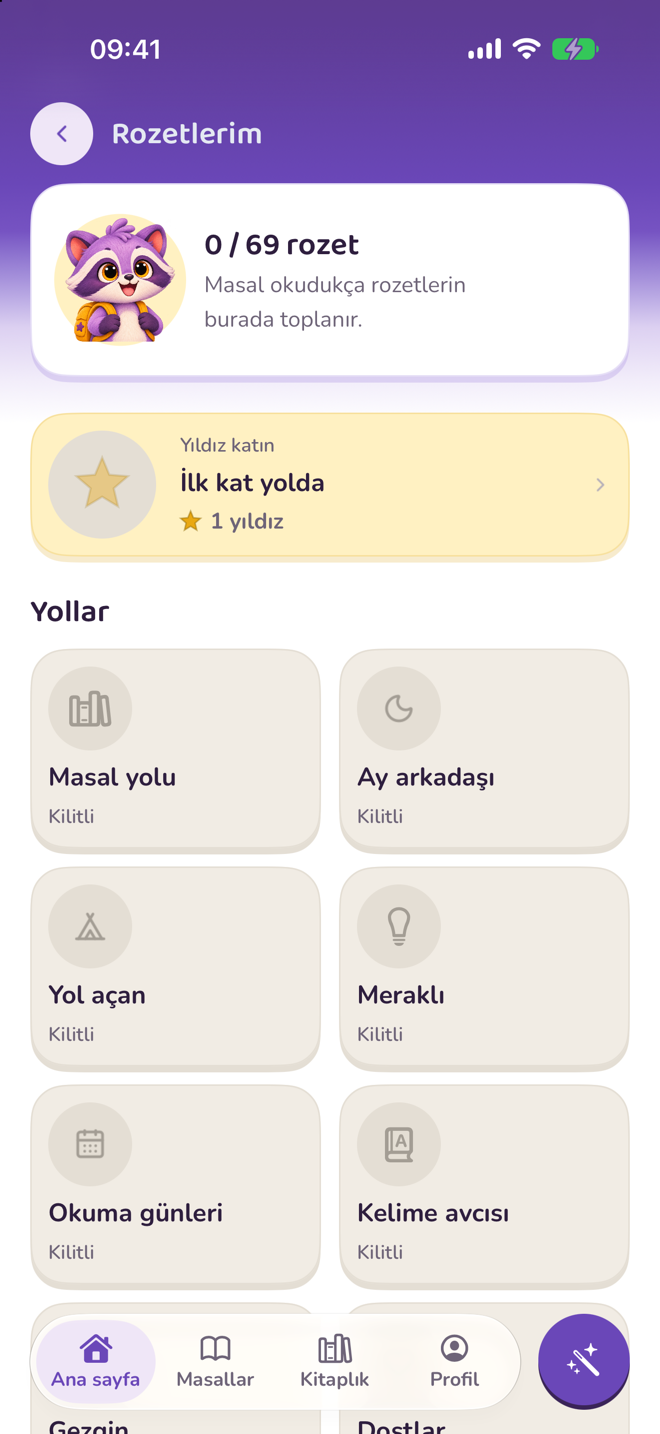 09:41
Rozetlerim
0 / 69 rozet
Masal okudukça rozetlerin
burada toplanır.
Yıldız katın
İlk kat yolda
1 yıldız
Yollar
Masal yolu
Kilitli
Ay arkadaşı
Kilitli
Yol açan
Kilitli
Meraklı
Kilitli
Okuma günleri
Kilitli
A
Kelime avcısı
Kilitli
Ana sayfa
Masallar
Kitaplık
Profil
Gezgin
Dostlar